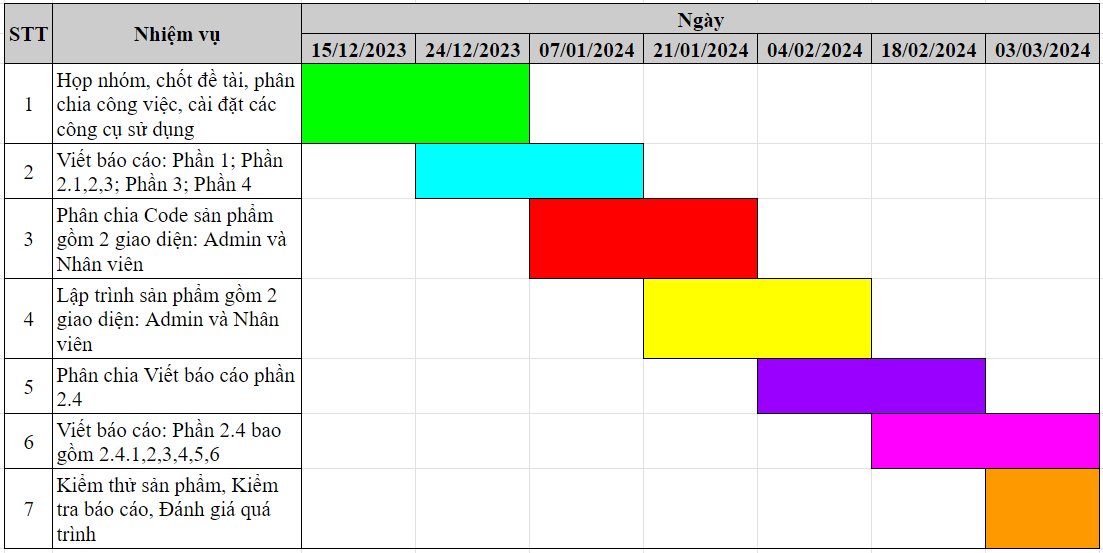 STT
Nhiệm vụ
Ngày
15/12/2023
24/12/2023
07/01/2024
21/01/2024
04/02/2024
18/02/2024
03/03/2024
1
Họp nhóm, chốt đề tài, phân
chia công việc, cài đặt các
công cụ sử dụng
2
Viết báo cáo: Phần 1; Phần
2.1,2,3; Phần 3; Phần 4
3
Phân chia Code sản phẩm
gồm 2 giao diện: Admin và
Nhân viên
4
Lập trình sản phẩm gồm 2
giao diện: Admin và Nhân
viên
5
Phân chia Viết báo cáo phần
2.4
6
Viết báo cáo: Phần 2.4 bao
gồm 2.4.1,2,3,4,5,6
7
Kiểm thử sản phẩm, Kiểm
tra báo cáo, Đánh giá quá
trình